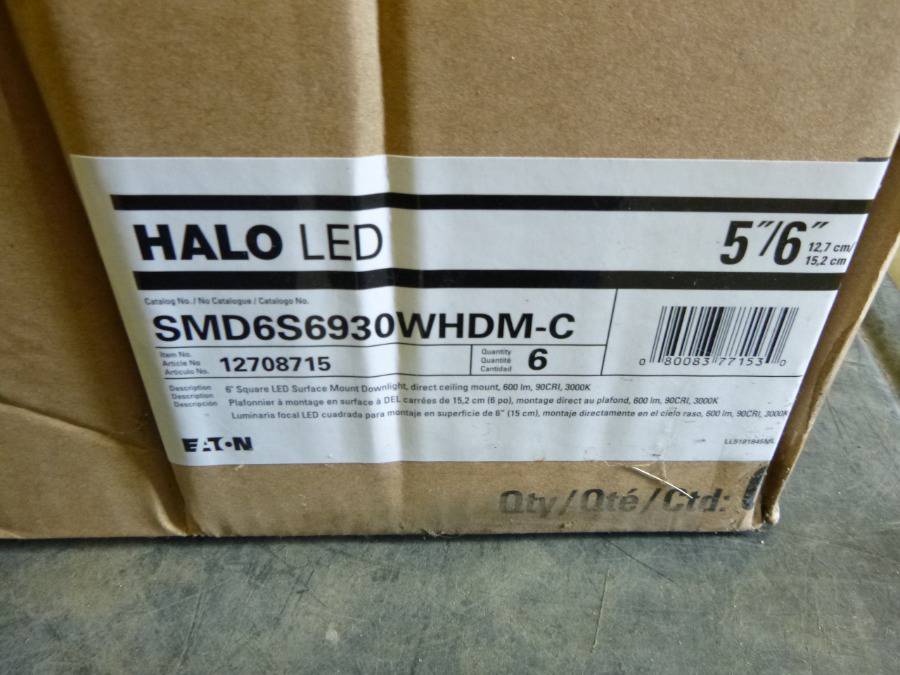 HALO LED
5"/6" 12,7 cm/
15,2 cm
Catalog No. / No Catalogue / Catalogo No.
SMD6S6930WHDM-C
Item No.
Article No
Articulo No.
12708715
Quantity
Quantité
Cantidad
6
0 80083 77153 0
Description
Description
Descripción
6" Square LED Surface Mount Downlight, direct ceiling mount, 600 lm, 90CRI, 3000K
Plafonnier à montage en surface à DEL carrées de 15,2 cm (6 po), montage direct au plafond, 600 lm, 90CRI, 3000K
Luminaria focal LED cuadrada para montaje en superficie de 6" (15 cm), montaje directamente en el cielo raso, 600 lm, 90CRI, 3000K
EATON
Qty/Qté/Ctd: